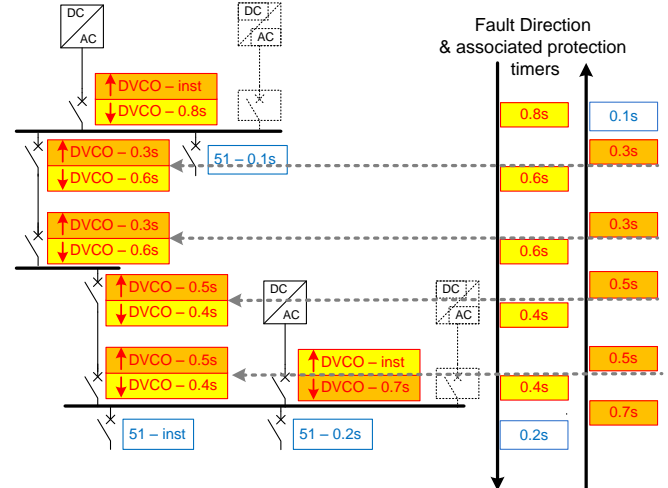 DC
AC
DC
AC
Fault Direction
& associated protection
timers
DVCO – inst
DVCO – 0.8s
0.8s
0.1s
DVCO – 0.3s
DVCO – 0.6s
51 – 0.1s
0.3s
0.6s
DVCO – 0.3s
DVCO – 0.6s
0.3s
0.6s
DVCO – 0.5s
DVCO – 0.4s
DC
AC
DC
AC
0.5s
0.4s
DVCO – 0.5s
DVCO – 0.4s
DVCO – inst
DVCO – 0.7s
0.5s
0.4s
0.7s
51 – inst
51 – 0.2s
0.2s